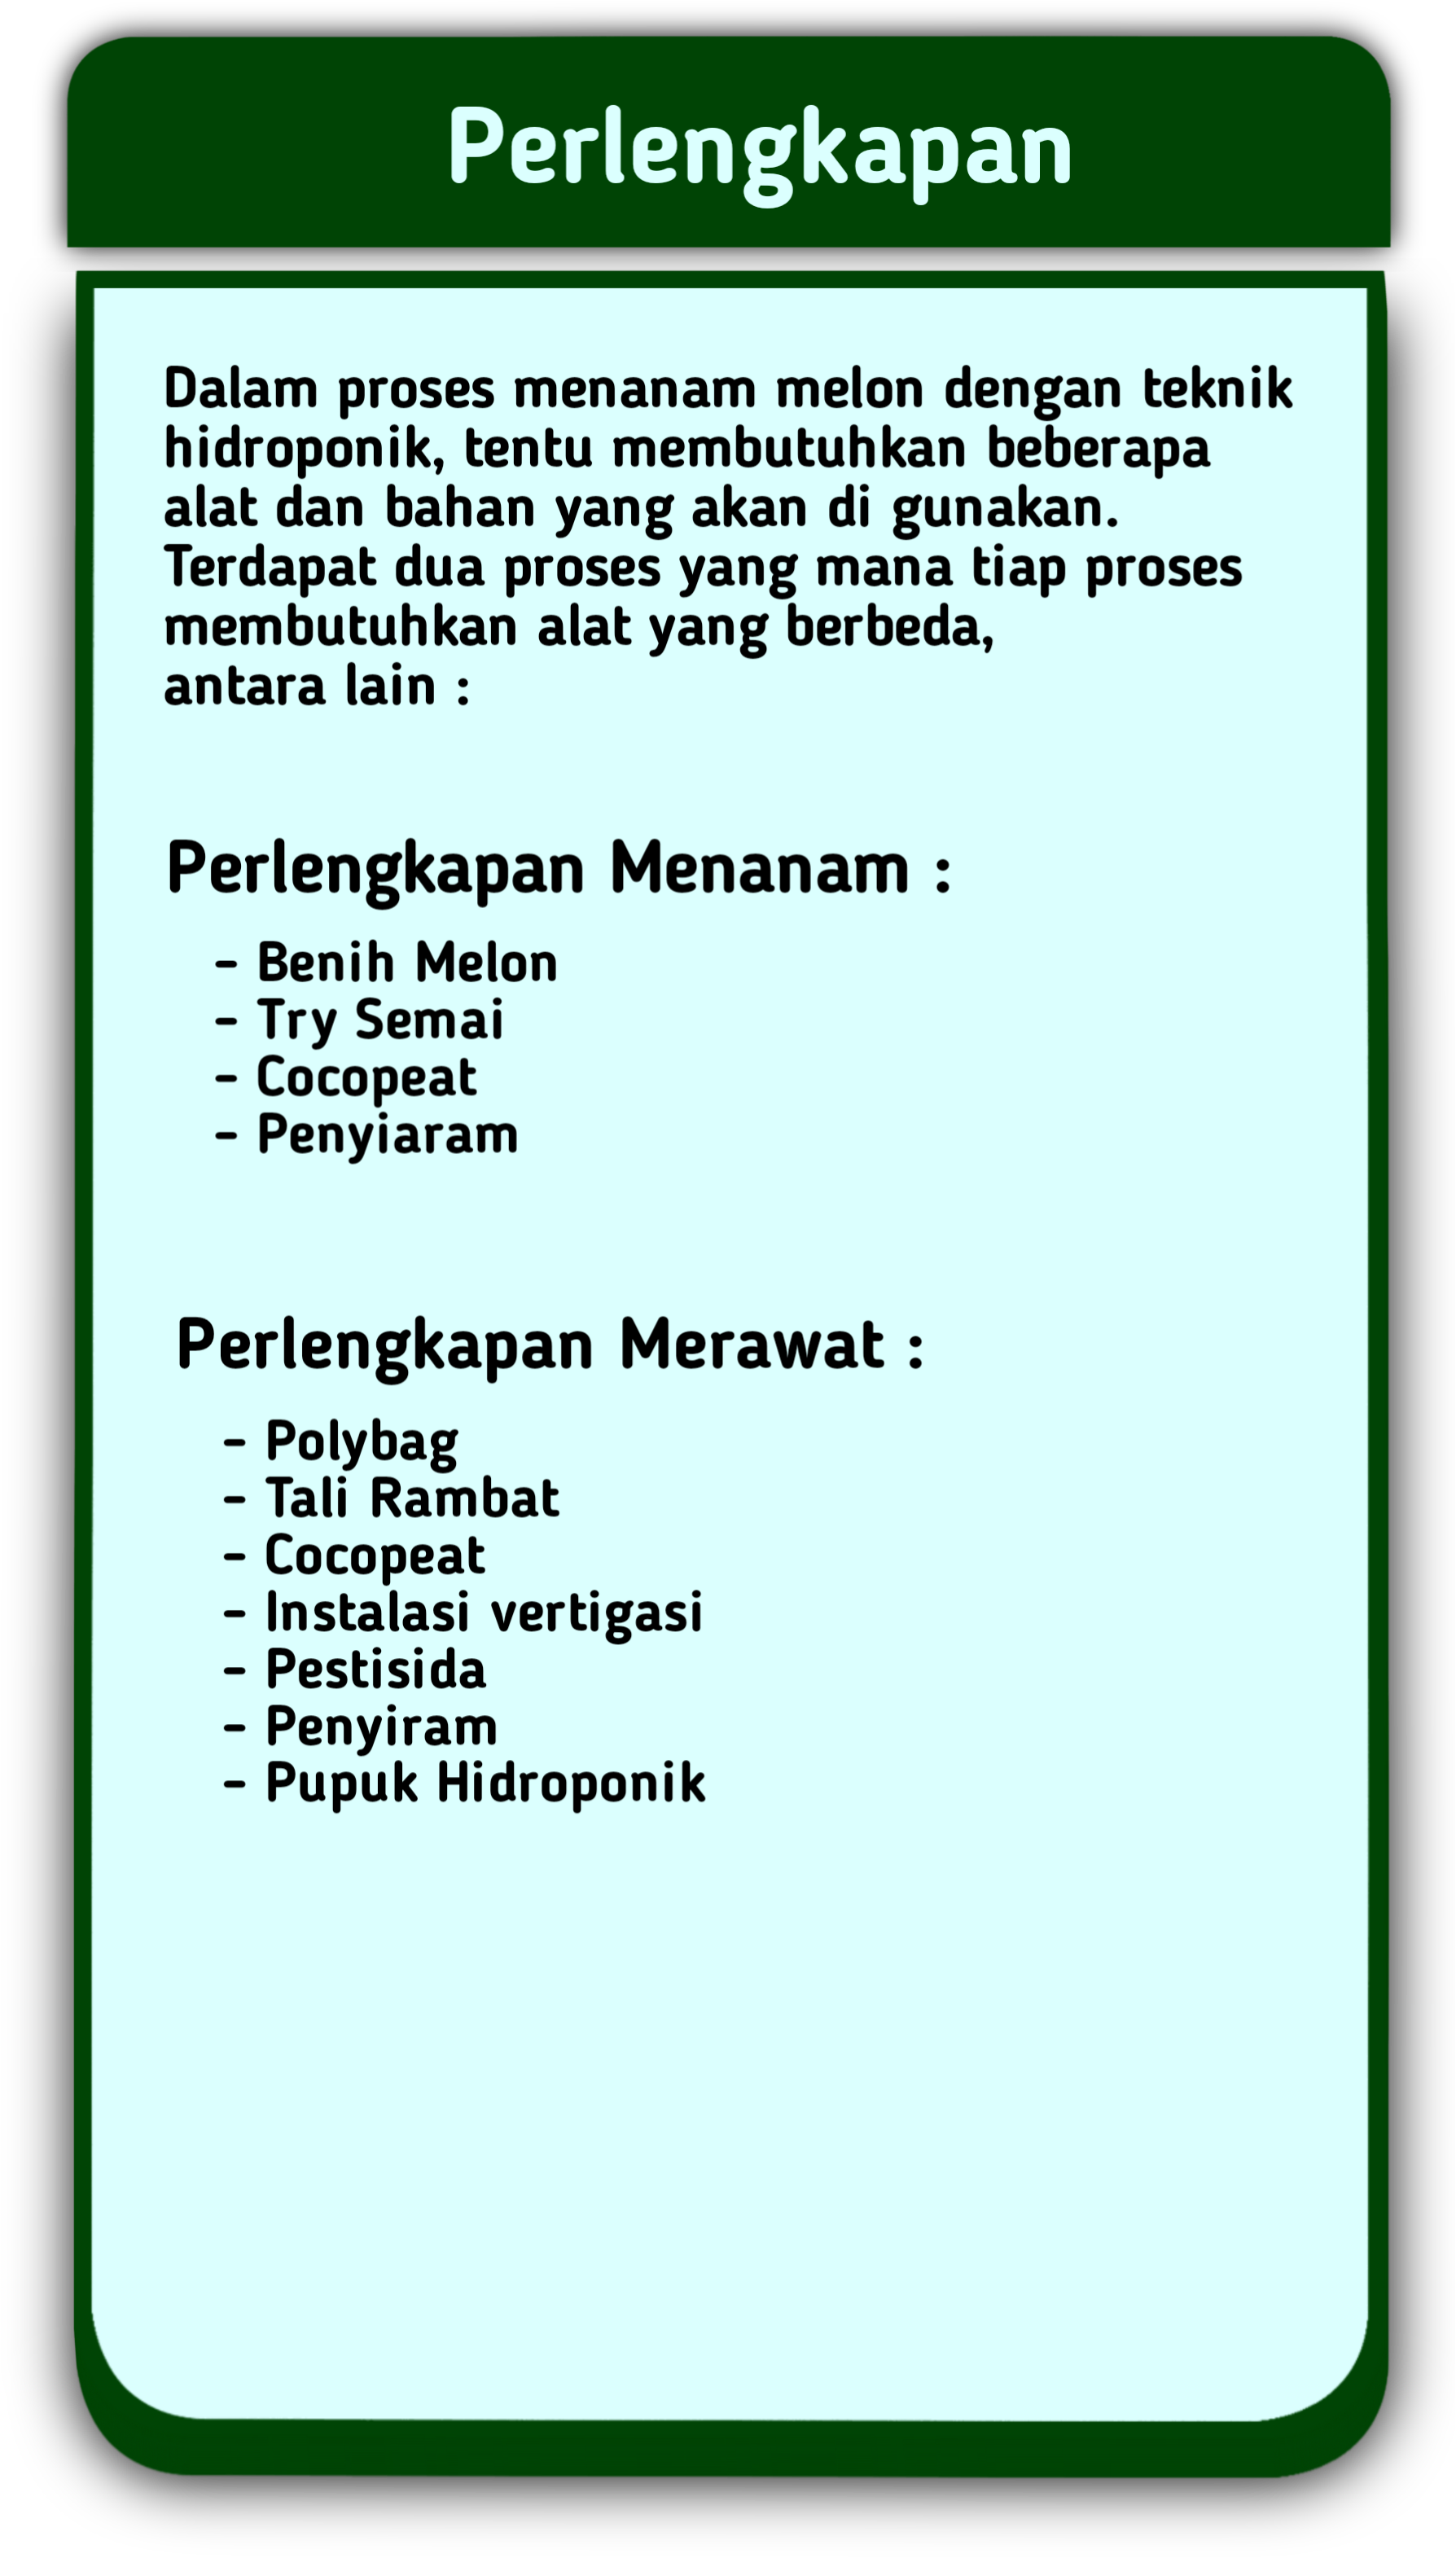 Perlengkapan
Dalam proses menanam melon dengan teknik
hidroponik, tentu membutuhkan beberapa
alat dan bahan yang akan di gunakan.
Terdapat dua proses yang mana tiap proses
membutuhkan alat yang berbeda,
antara lain :
Perlengkapan Menanam :
- Benih Melon
- Try Semai
- Cocopeat
- Penyiaram
Perlengkapan Merawat :
- Polybag
- Tali Rambat
- Cocopeat
- Instalasi vertigasi
- Pestisida
- Penyiram
- Pupuk Hidroponik